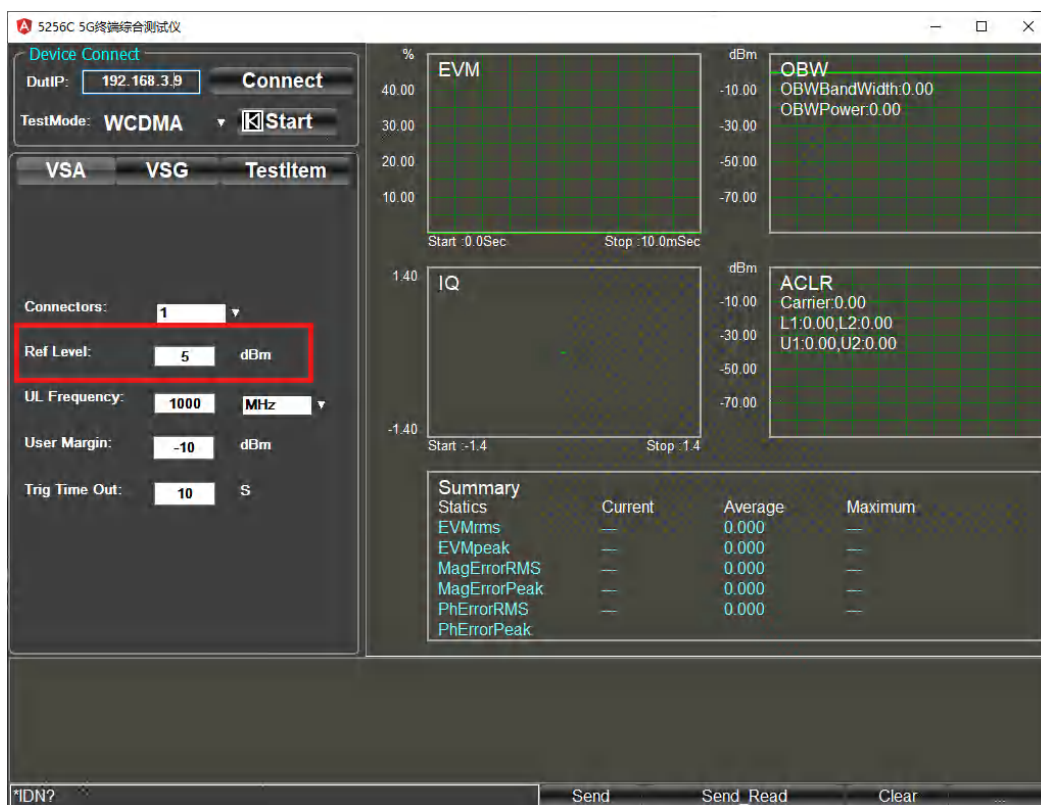 5256C 5G终端综合测试仪
Device Connect
DutIP: 192.168.3.9 Connect
TestMode: WCDMA Start
VSA VSG TestItem
Connectors: 1
Ref Level: 5 dBm
UL Frequency: 1000 MHz
User Margin: -10 dBm
Trig Time Out: 10 S
%
EVM
40.00
30.00
20.00
10.00
Start :0.0Sec Stop :10.0mSec
dBm
OBW
OBWBandWidth:0.00
OBWPower:0.00
-10.00
-30.00
-50.00
-70.00
1.40
IQ
-1.40
Start :-1.4 Stop :1.4
dBm
ACLR
Carrier:0.00
L1:0.00,L2:0.00
U1:0.00,U2:0.00
-10.00
-30.00
-50.00
-70.00
Summary
Statics Current Average Maximum
EVMrms --- 0.000 ---
EVMpeak --- 0.000 ---
MagErrorRMS --- 0.000 ---
MagErrorPeak --- 0.000 ---
PhErrorRMS --- 0.000 ---
PhErrorPeak
*IDN? Send Send_Read Clear ...